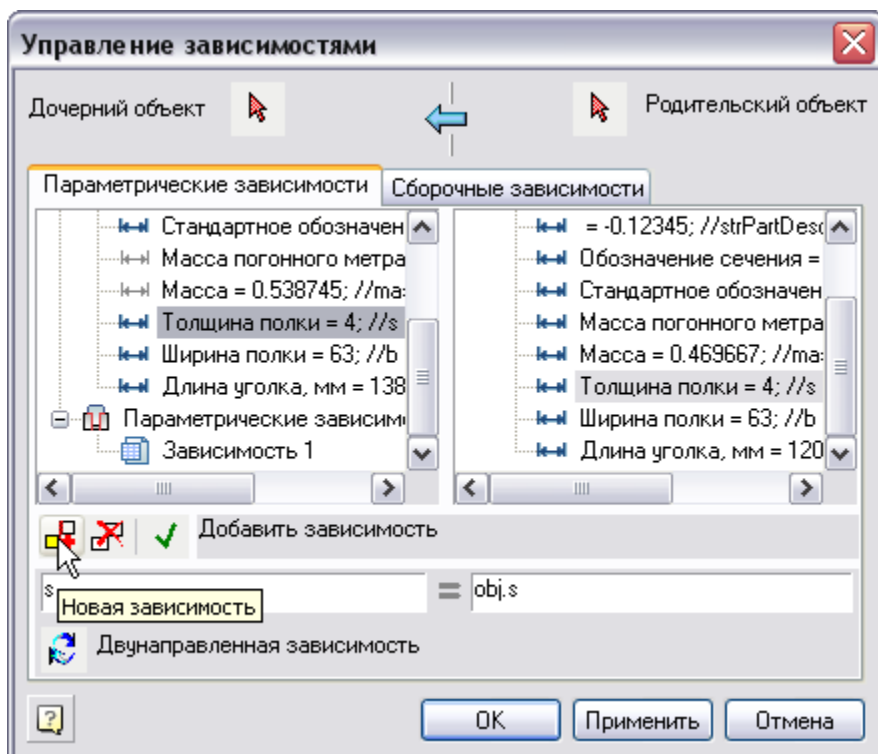 Управление зависимостями
Дочерний объект
Родительский объект
Параметрические зависимости
Сборочные зависимости
Стандартное обозначен
Масса погонного метра
Масса = 0.538745; //ma
Толщина полки = 4; //s
Ширина полки = 63; //b
Длина уголка, мм = 138
Параметрические зависим
Зависимость 1
= -0.12345; //strPartDesc
Обозначение сечения =
Стандартное обозначен
Масса погонного метра
Масса = 0.469667; //ma
Толщина полки = 4; //s
Ширина полки = 63; //b
Длина уголка, мм = 120
Добавить зависимость
s
= obj.s
Новая зависимость
Двунаправленная зависимость
?
OK
Применить
Отмена